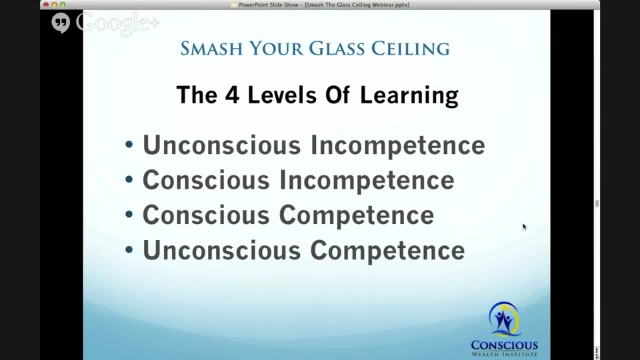 PowerPoint Slide Show - [Smash The Glass Ceiling Webinar.pptx]
Google+
SMASH YOUR GLASS CEILING
The 4 Levels Of Learning
• Unconscious Incompetence
• Conscious Incompetence
• Conscious Competence
• Unconscious Competence
CONSCIOUS
WEALTH INSTITUTE